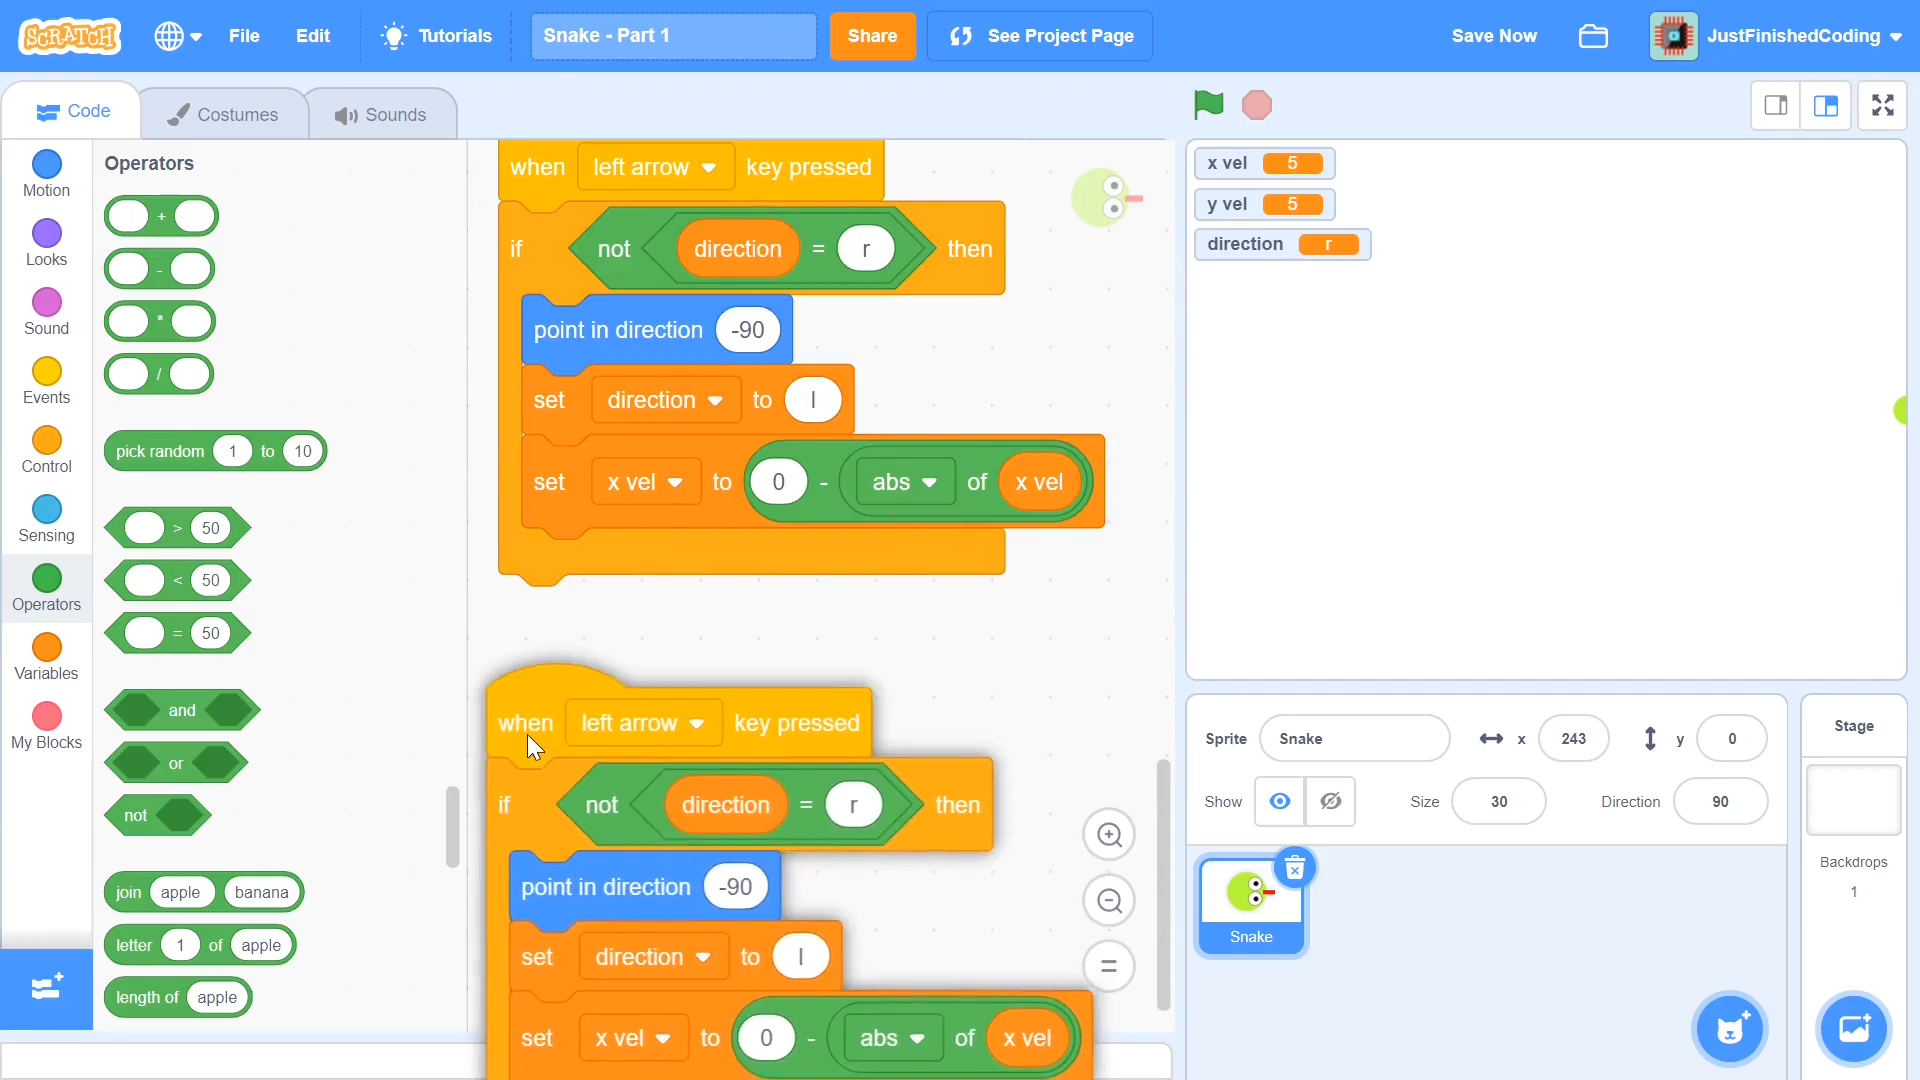 SCRATCH File Edit Tutorials Snake - Part 1 Share See Project Page Save Now JustFinishedCoding
Code Costumes Sounds
Motion
Looks
Sound
Events
Control
Sensing
Operators
Variables
My Blocks
Operators
+
-
*
/
pick random 1 to 10
> 50
< 50
= 50
and
or
not
join apple banana
letter 1 of apple
length of apple
when left arrow key pressed
if not direction = r then
point in direction -90
set direction to l
set x vel to 0 - abs of x vel
when left arrow key pressed
if not direction = r then
point in direction -90
set direction to l
set x vel to 0 - abs of x vel
x vel 5
y vel 5
direction r
Sprite Snake x 243 y 0
Show Size 30 Direction 90
Snake
Stage
Backdrops
1